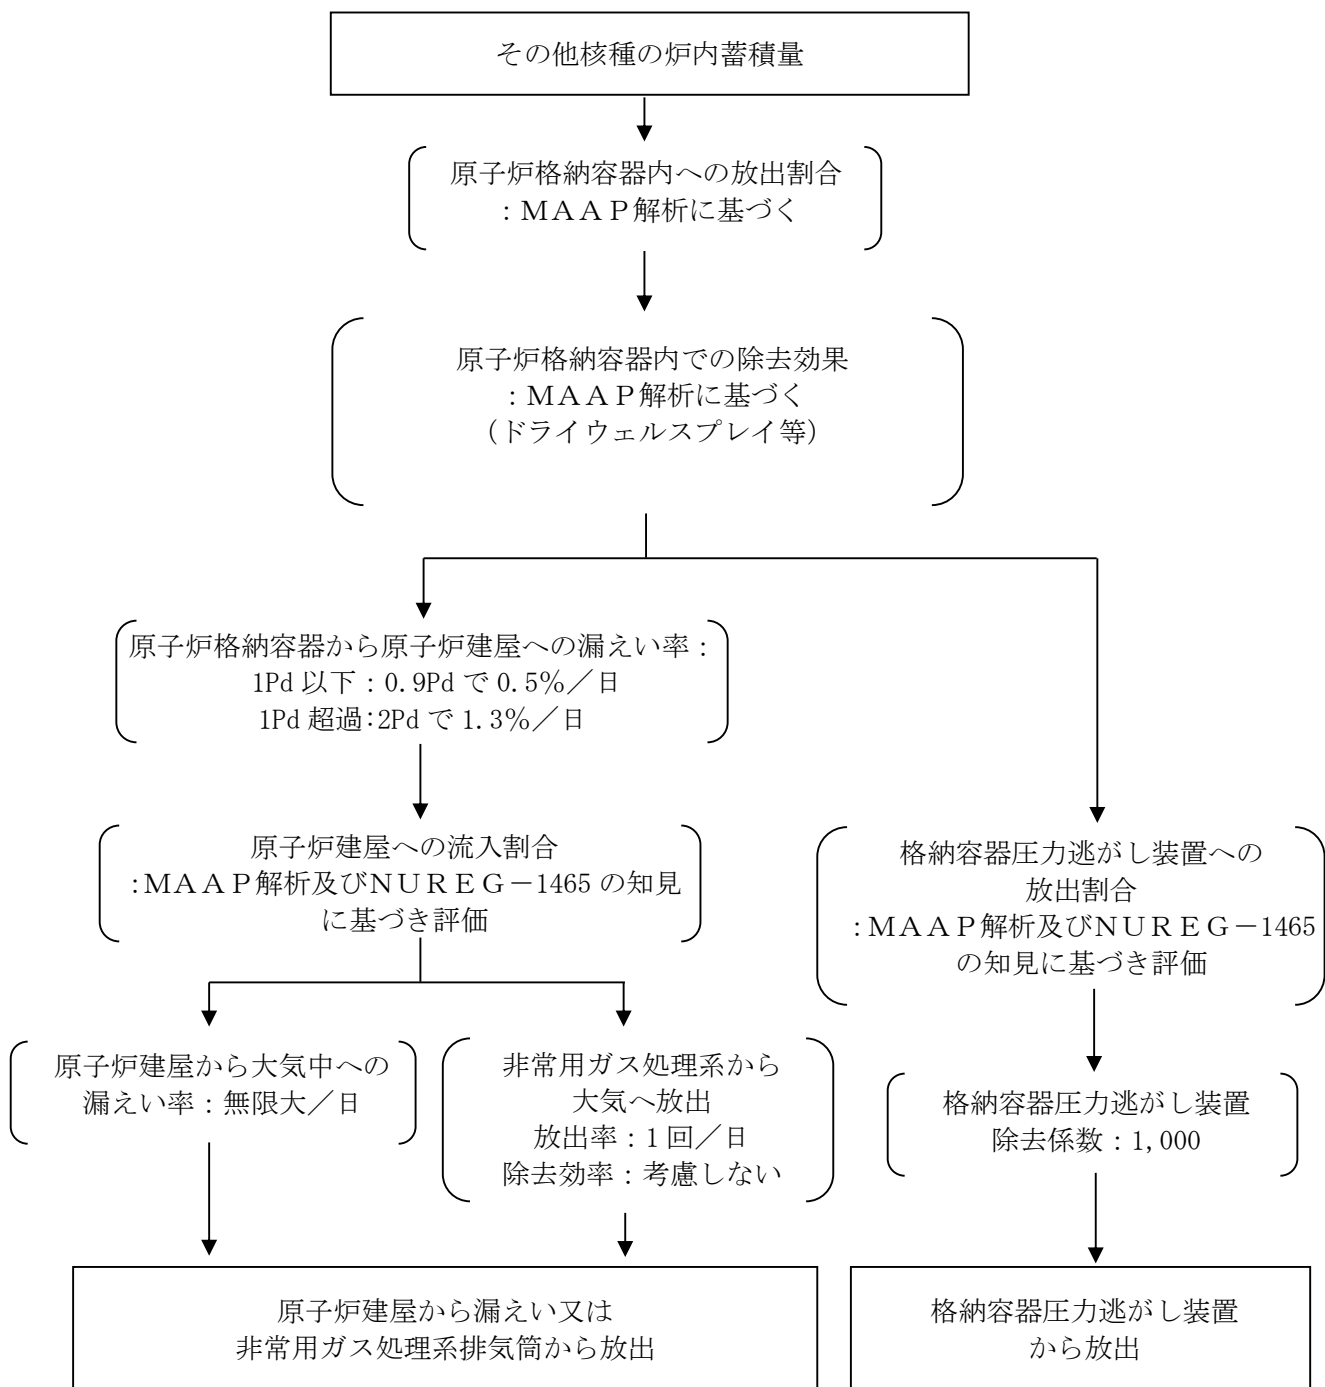 その他核種の炉内蓄積量
原子炉格納容器内への放出割合
：ＭＡＡＰ解析に基づく
原子炉格納容器内での除去効果
：ＭＡＡＰ解析に基づく
（ドライウェルスプレイ等）
原子炉格納容器から原子炉建屋への漏えい率：
1Pd 以下：0.9Pd で 0.5％／日
1Pd 超過：2Pd で 1.3％／日
原子炉建屋への流入割合
：ＭＡＡＰ解析及びＮＵＲＥＧ－1465 の知見
に基づき評価
格納容器圧力逃がし装置への
放出割合
：ＭＡＡＰ解析及びＮＵＲＥＧ－1465
の知見に基づき評価
原子炉建屋から大気中への
漏えい率：無限大／日
非常用ガス処理系から
大気へ放出
放出率：1 回／日
除去効率：考慮しない
格納容器圧力逃がし装置
除去係数：1,000
原子炉建屋から漏えい又は
非常用ガス処理系排気筒から放出
格納容器圧力逃がし装置
から放出